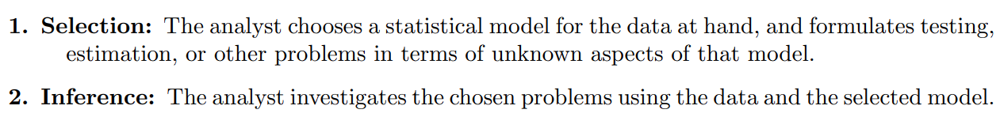 1. Selection: The analyst chooses a statistical model for the data at hand, and formulates testing,
estimation, or other problems in terms of unknown aspects of that model.
2. Inference: The analyst investigates the chosen problems using the data and the selected model.